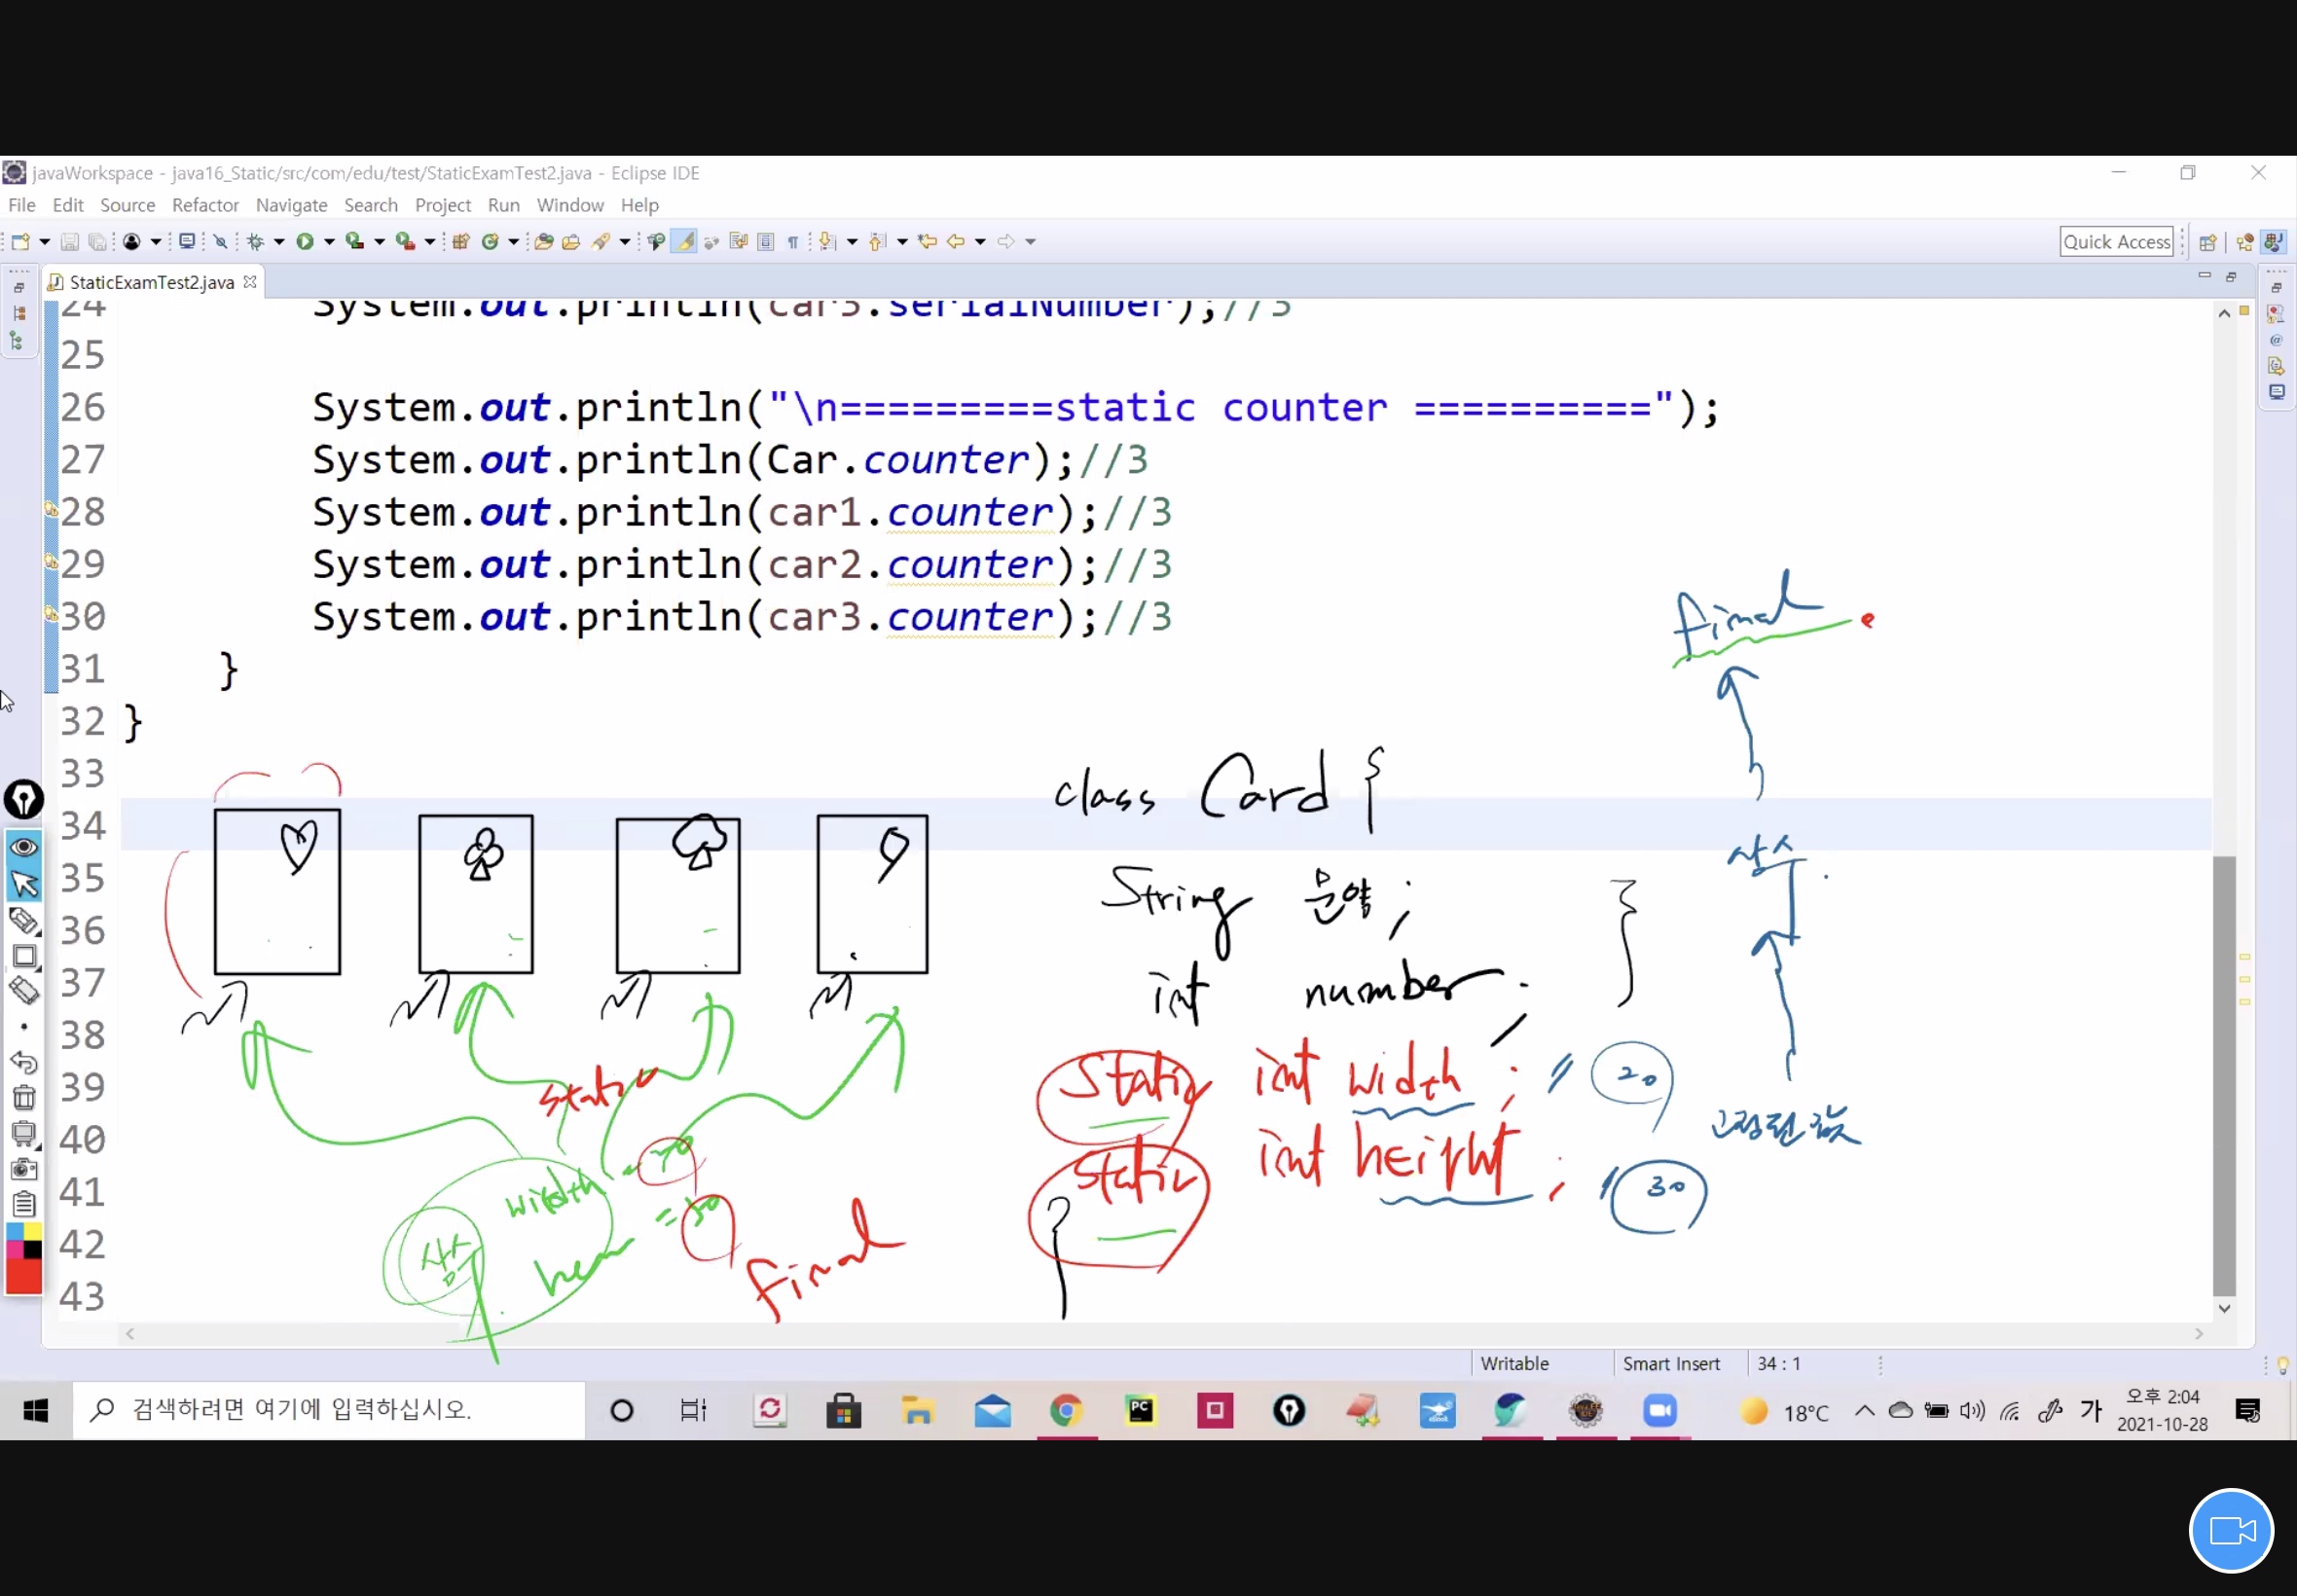 javaWorkspace - java16_Static/src/com/edu/test/StaticExamTest2.java - Eclipse IDE
File Edit Source Refactor Navigate Search Project Run Window Help
Quick Access
StaticExamTest2.java
24 System.out.println(car3.serialNumber);//3
25
26 System.out.println("\n=========static counter ==========");
27 System.out.println(Car.counter);//3
28 System.out.println(car1.counter);//3
29 System.out.println(car2.counter);//3
30 System.out.println(car3.counter);//3
31 }
32 }
33
34
35
36
37
38
39
40
41
42
43
final
class Card {
상수
String 문양;
int number;
static int width; 20
static int height; 30
}
고정된 값
static
width
= 30
상수
final
Writable Smart Insert 34 : 1
검색하려면 여기에 입력하십시오.
PC
18°C
가
오후 2:04
2021-10-28